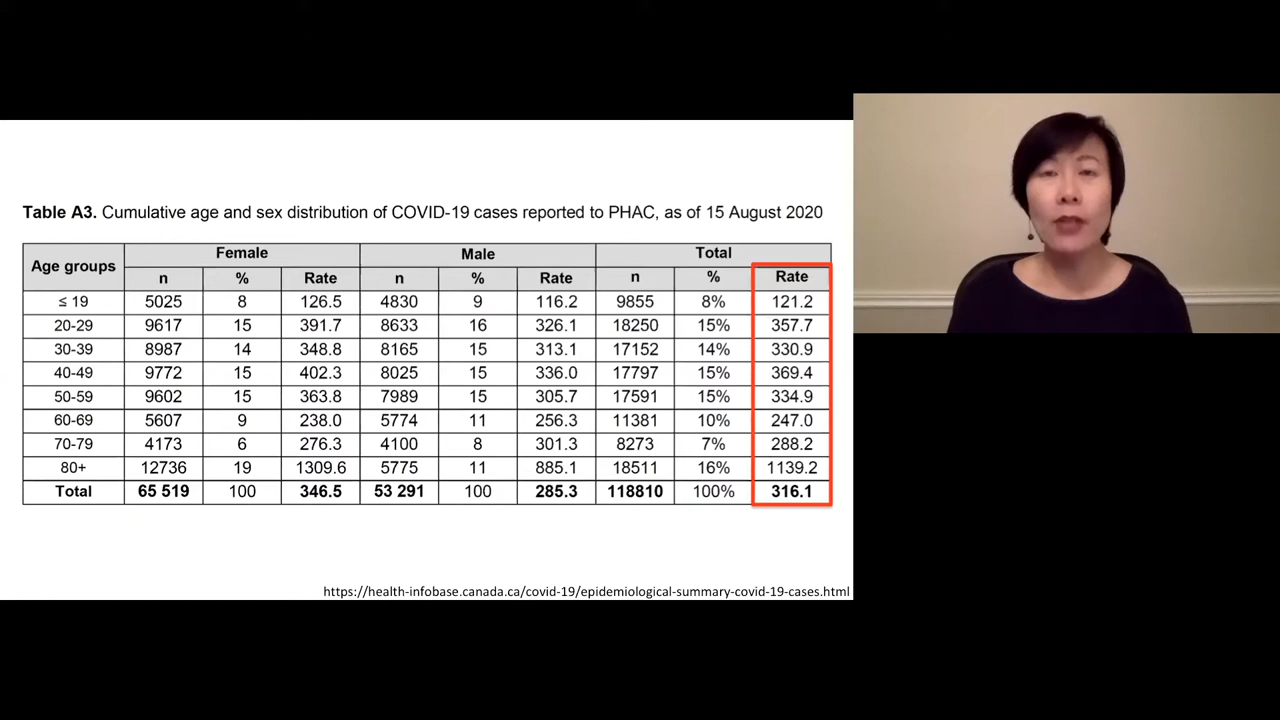 Table A3. Cumulative age and sex distribution of COVID-19 cases reported to PHAC, as of 15 August 2020
Age groups Female Male Total
n % Rate n % Rate n % Rate
≤ 19 5025 8 126.5 4830 9 116.2 9855 8% 121.2
20-29 9617 15 391.7 8633 16 326.1 18250 15% 357.7
30-39 8987 14 348.8 8165 15 313.1 17152 14% 330.9
40-49 9772 15 402.3 8025 15 336.0 17797 15% 369.4
50-59 9602 15 363.8 7989 15 305.7 17591 15% 334.9
60-69 5607 9 238.0 5774 11 256.3 11381 10% 247.0
70-79 4173 6 276.3 4100 8 301.3 8273 7% 288.2
80+ 12736 19 1309.6 5775 11 885.1 18511 16% 1139.2
Total 65 519 100 346.5 53 291 100 285.3 118810 100% 316.1
https://health-infobase.canada.ca/covid-19/epidemiological-summary-covid-19-cases.html